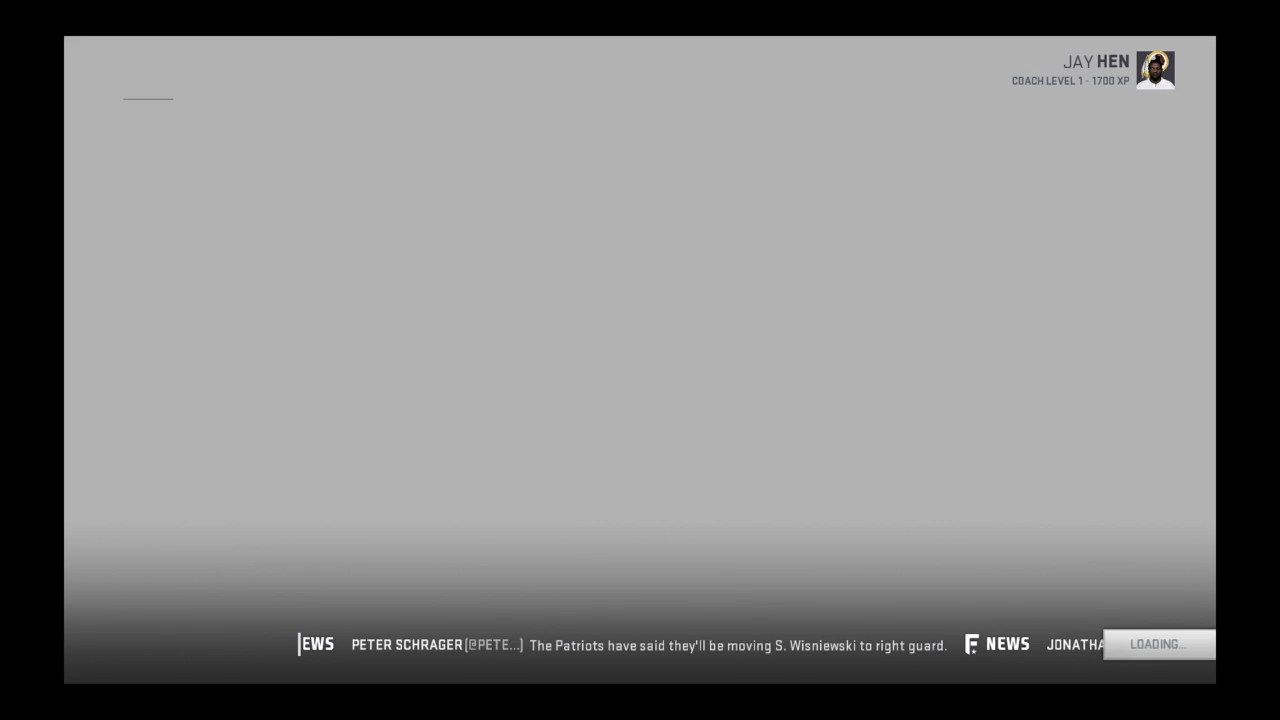 JAY HEN
COACH LEVEL 1 - 1700 XP
EWS PETER SCHRAGER (@PETE...) The Patriots have said they'll be moving S. Wisniewski to right guard. F NEWS JONATHA
LOADING...